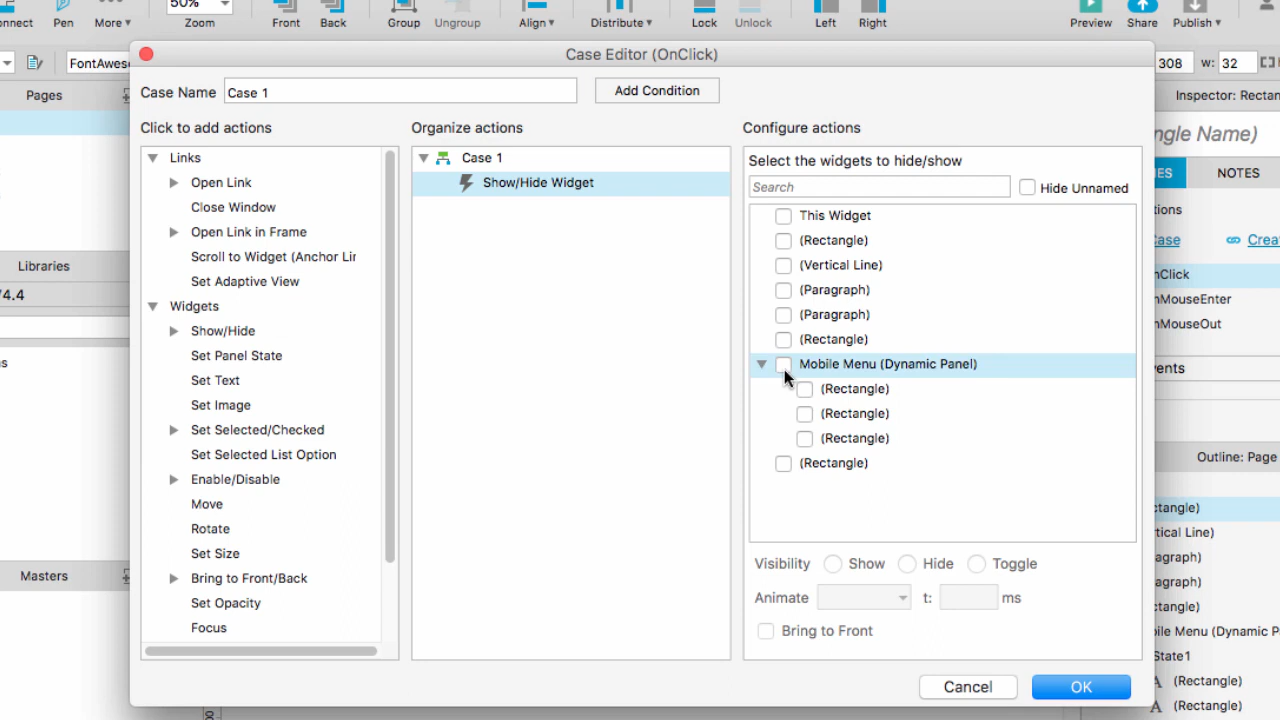 50%
nnect Pen More Zoom Front Back Group Ungroup Align Distribute Lock Unlock Left Right Preview Share Publish
FontAwes
308 w: 32
Case Editor (OnClick)
Pages
Inspector: Rectan
Case Name Case 1 Add Condition
Click to add actions Organize actions Configure actions
ngle Name)
ES NOTES
tions
Case Crea
nClick
nMouseEnter
nMouseOut
vents
Libraries
/4.4
ns
Masters
Links
Open Link
Close Window
Open Link in Frame
Scroll to Widget (Anchor Lir
Set Adaptive View
Widgets
Show/Hide
Set Panel State
Set Text
Set Image
Set Selected/Checked
Set Selected List Option
Enable/Disable
Move
Rotate
Set Size
Bring to Front/Back
Set Opacity
Focus
Case 1
Show/Hide Widget
Select the widgets to hide/show
Search Hide Unnamed
This Widget
(Rectangle)
(Vertical Line)
(Paragraph)
(Paragraph)
(Rectangle)
Mobile Menu (Dynamic Panel)
(Rectangle)
(Rectangle)
(Rectangle)
(Rectangle)
Visibility Show Hide Toggle
Animate t: ms
Bring to Front
Cancel OK
Outline: Page
ctangle)
tical Line)
agraph)
agraph)
ctangle)
bile Menu (Dynamic P
State1
A (Rectangle)
A (Rectangle)